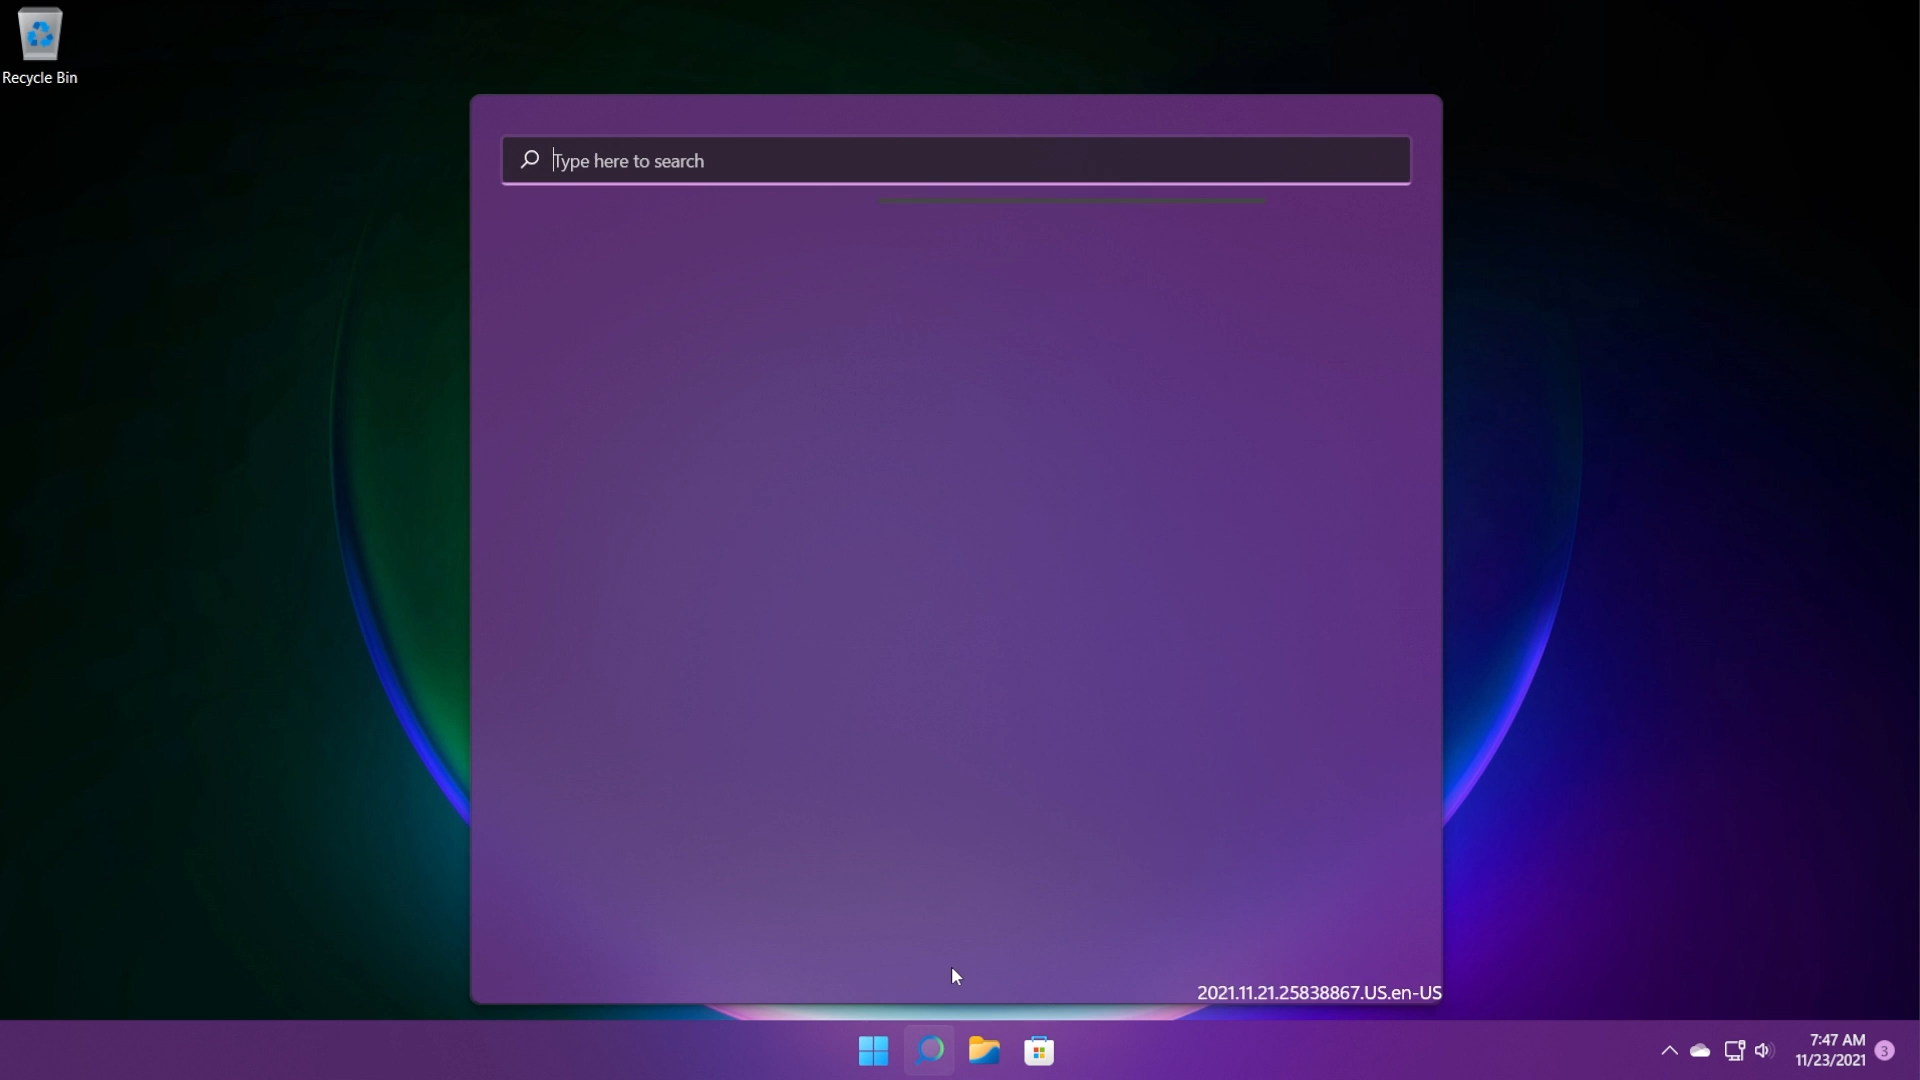 Recycle Bin
Type here to search
2021.11.21.25838867.US.en-US
7:47 AM
11/23/2021
3